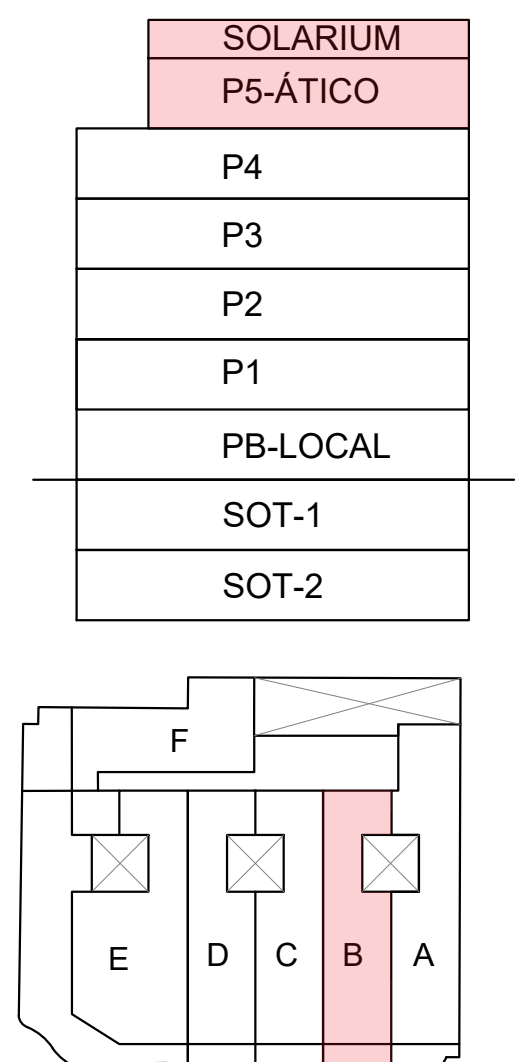 SOLARIUM
P5-ÁTICO
P4
P3
P2
P1
PB-LOCAL
SOT-1
SOT-2
F
E D C B A